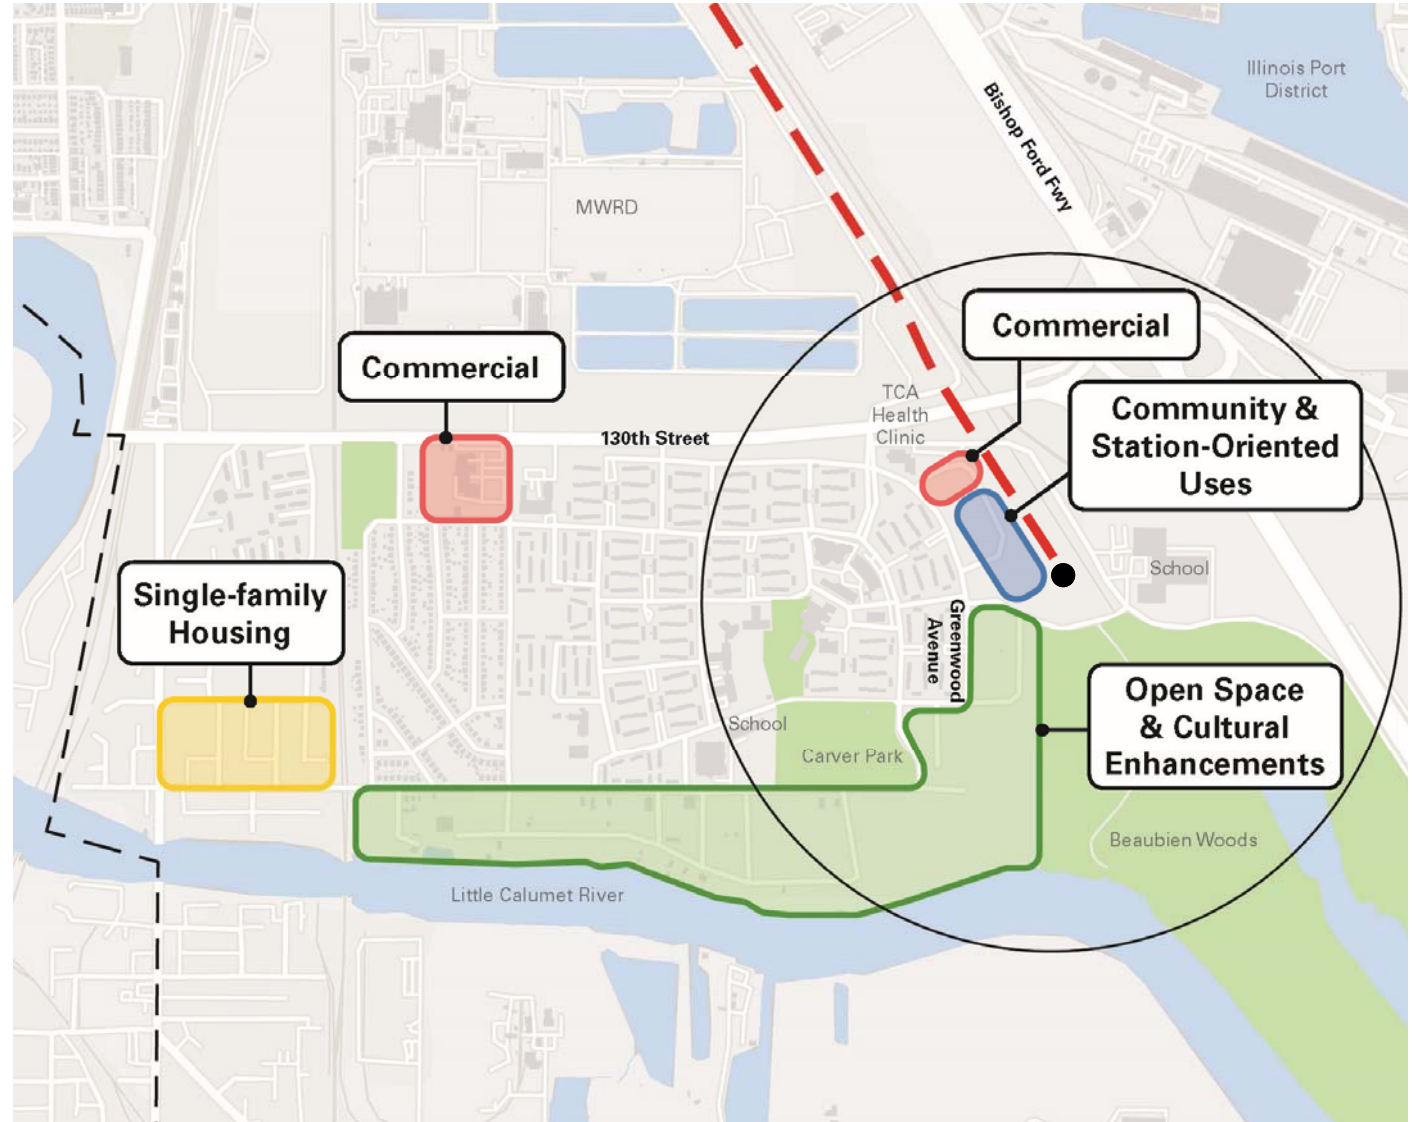 Illinois Port
District
Bishop Ford Fwy
MWRD
Commercial
Commercial
TCA
Health
Clinic
Community &
Station-Oriented
Uses
130th Street
School
Single-family
Housing
Greenwood
Avenue
Open Space
& Cultural
Enhancements
School
Carver Park
Beaubien Woods
Little Calumet River